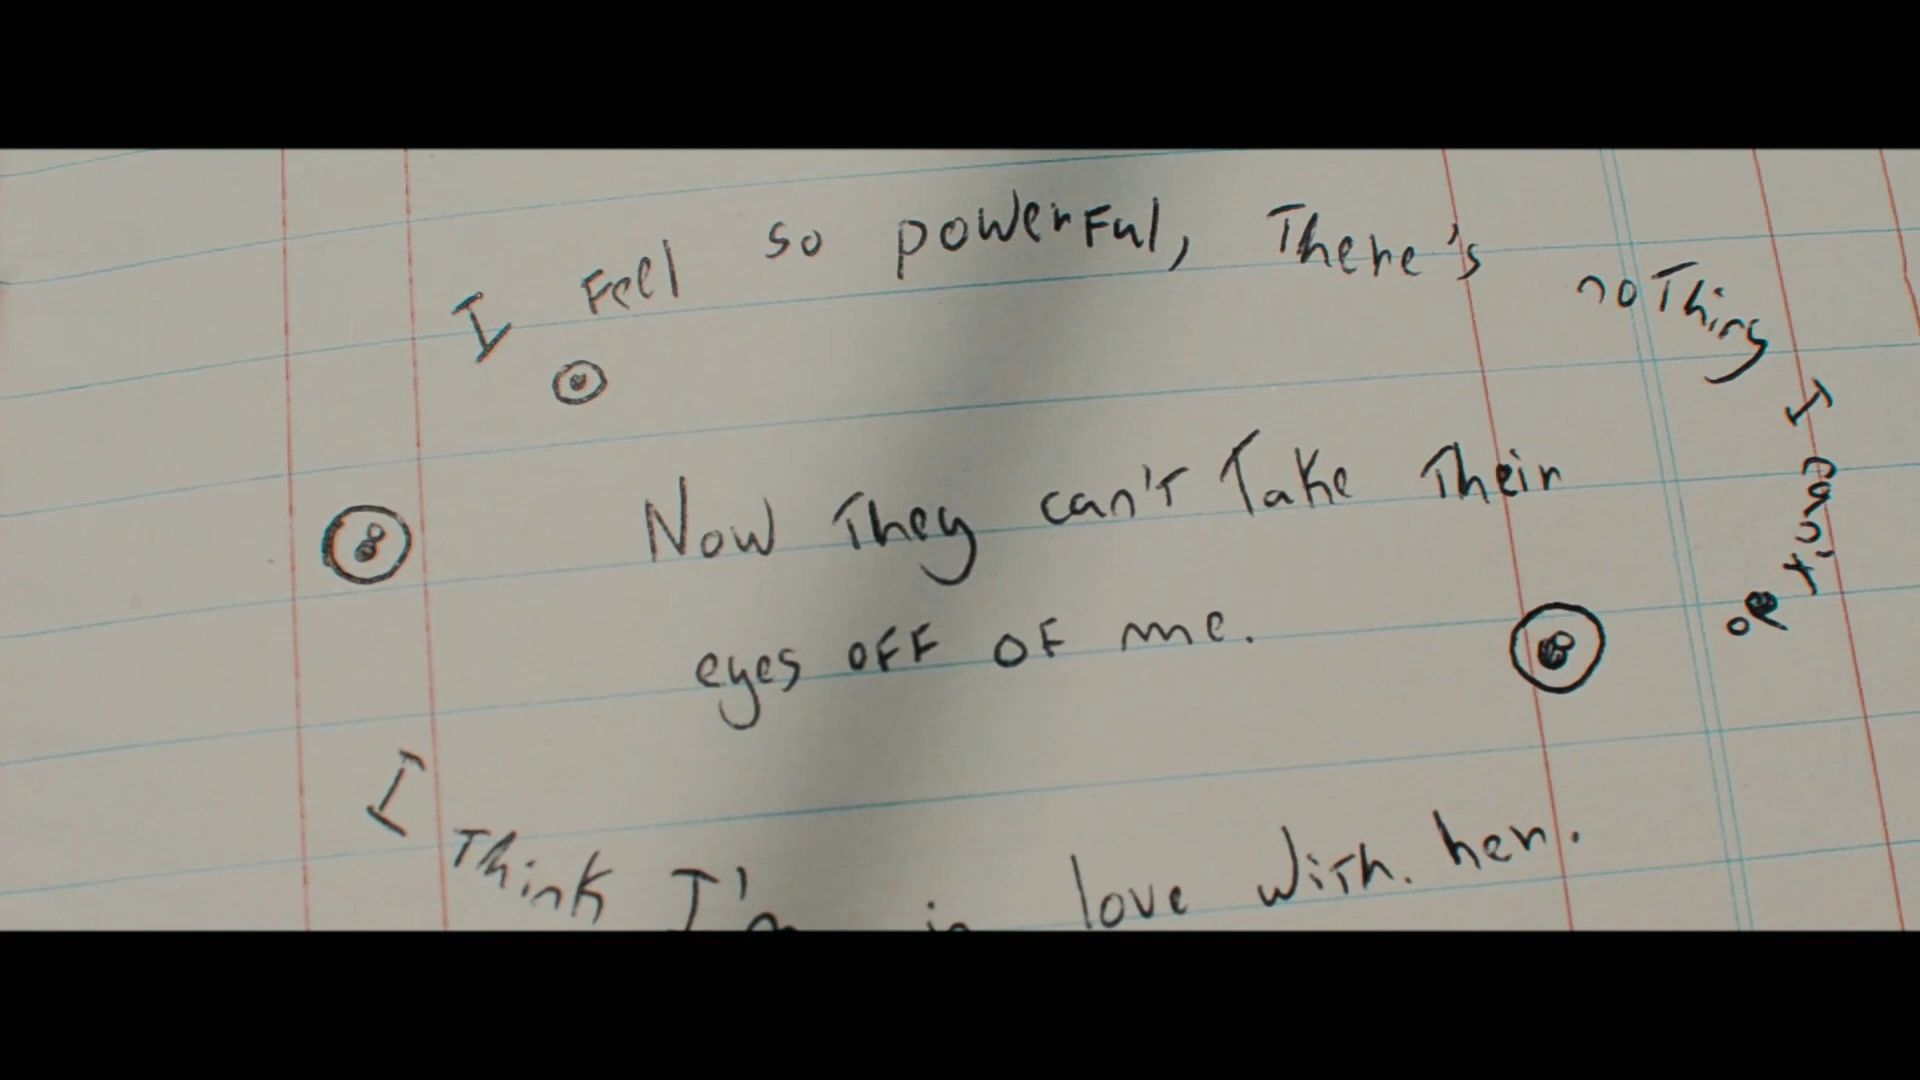 I Feel so powerful, There's noThing I can't do
Now They can't Take Their
eyes oFF oF me.
I Think I'm in love wiTh. her.